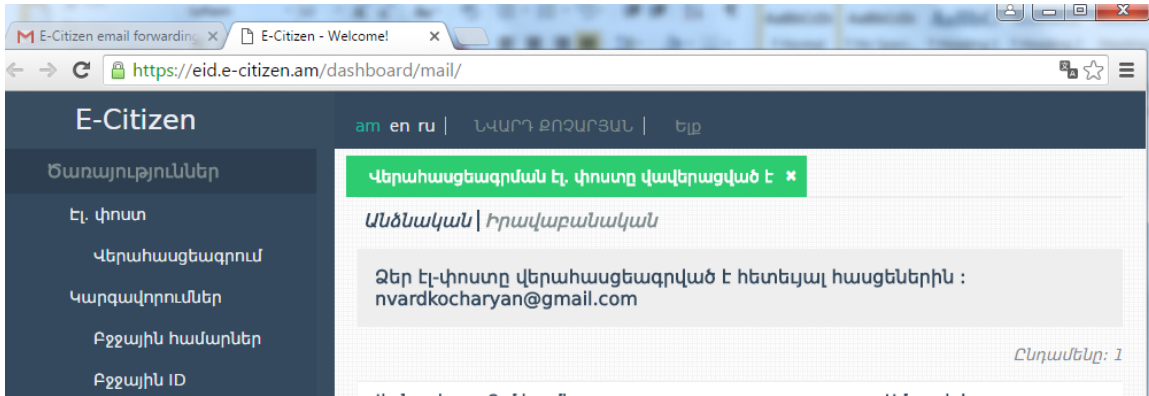 E-Citizen email forwarding
E-Citizen - Welcome!
https://eid.e-citizen.am/dashboard/mail/
E-Citizen
am en ru | ՆՎԱՐԴ ՔՈՉԱՐՅԱՆ | Ելք
Ծառայություններ
Վերահասցեագրման էլ. փոստը վավերացված է ×
Էլ. փոստ
Անձնական | Իրավաբանական
Վերահասցեագրում
Ձեր էլ-փոստը վերահասցեագրված է հետեւյալ հասցեներին :
nvardkocharyan@gmail.com
Կարգավորումներ
Բջջային համարներ
Ընդամենը: 1
Բջջային ID